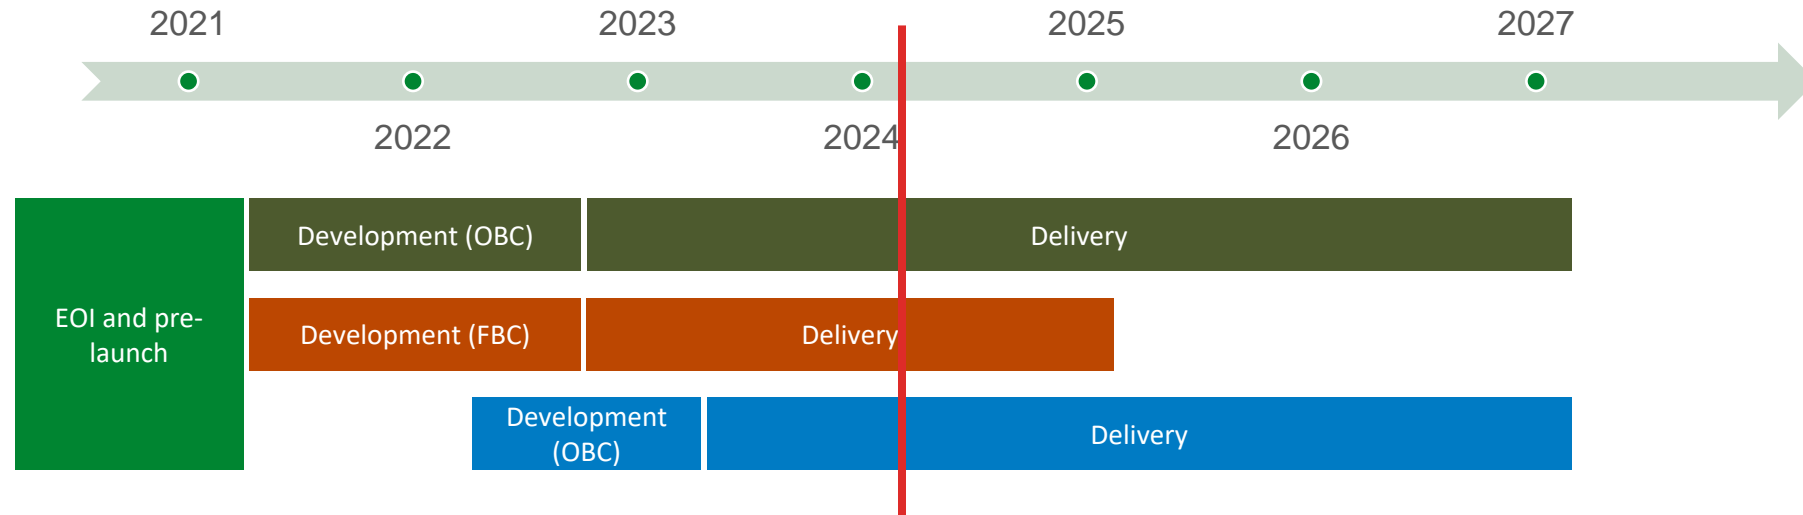 2021
2023
2025
2027
2022
2024
2026
Development (OBC)
Delivery
EOI and pre-
launch
Development (FBC)
Delivery
Development
(OBC)
Delivery